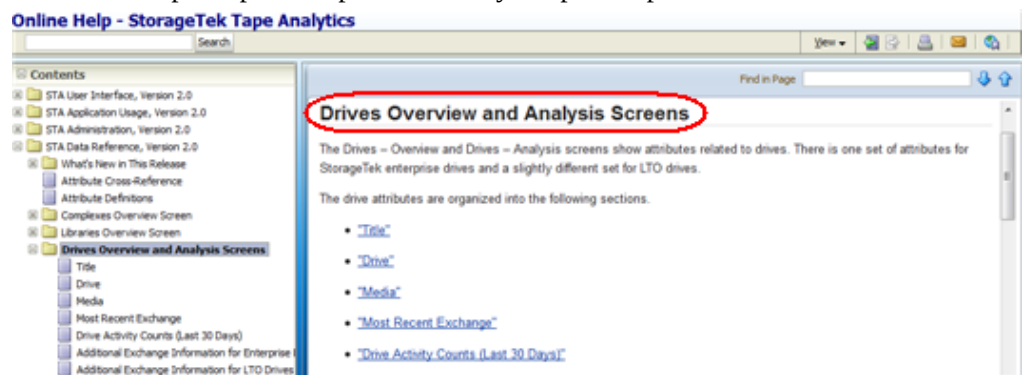 Online Help - StorageTek Tape Analytics
Search
View
Contents
STA User Interface, Version 2.0
STA Application Usage, Version 2.0
STA Administration, Version 2.0
STA Data Reference, Version 2.0
What's New in This Release
Attribute Cross-Reference
Attribute Definitions
Complexes Overview Screen
Libraries Overview Screen
Drives Overview and Analysis Screens
Title
Drive
Media
Most Recent Exchange
Drive Activity Counts (Last 30 Days)
Additional Exchange Information for Enterprise
Additional Exchange Information for LTO Drives
Find in Page
Drives Overview and Analysis Screens
The Drives – Overview and Drives – Analysis screens show attributes related to drives. There is one set of attributes for
StorageTek enterprise drives and a slightly different set for LTO drives.
The drive attributes are organized into the following sections.
• "Title"
• "Drive"
• "Media"
• "Most Recent Exchange"
• "Drive Activity Counts (Last 30 Days)"